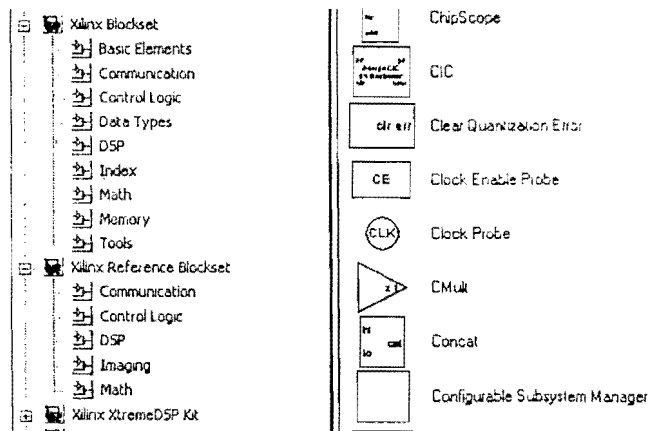 Xilinx Blockset
Basic Elements
Communication
Control Logic
Data Types
DSP
Index
Math
Memory
Tools
Xilinx Reference Blockset
Communication
Control Logic
DSP
Imaging
Math
Xilinx XtremeDSP Kit
ChipScope
CIC
clr err
Clear Quantization Error
CE
Clock Enable Probe
CLK
Clock Probe
CMult
hi
lo
Concat
Configurable Subsystem Manager